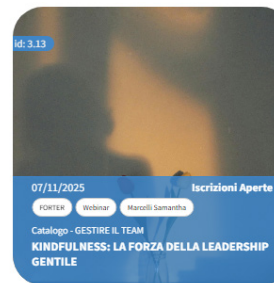 id: 3.13
07/11/2025 Iscrizioni Aperte
FORTER Webinar Marcelli Samantha
Catalogo - GESTIRE IL TEAM
KINDFULNESS: LA FORZA DELLA LEADERSHIP
GENTILE